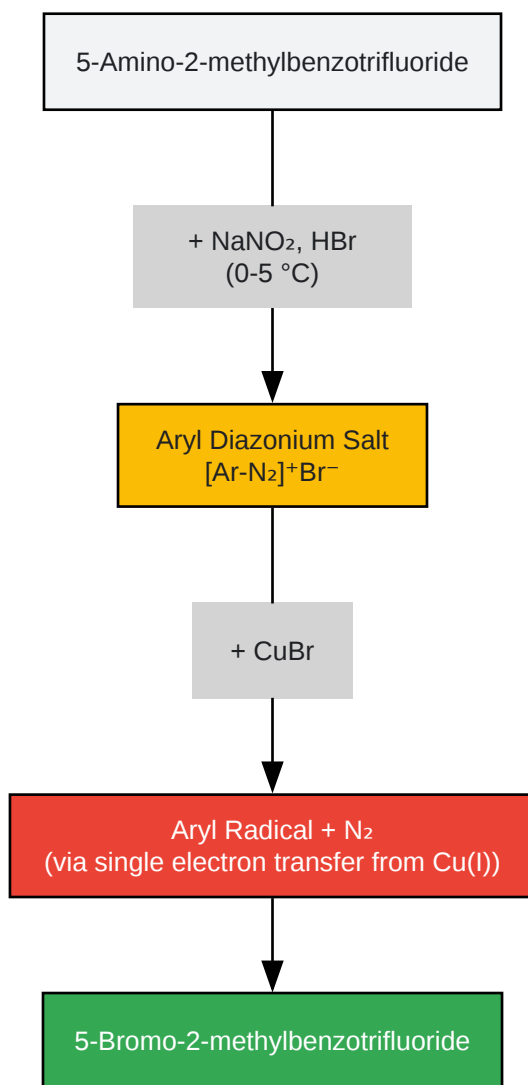 5-Amino-2-methylbenzotrifluoride
+ NaNO₂, HBr
(0-5 °C)
Aryl Diazonium Salt
[Ar-N₂]⁺Br⁻
+ CuBr
Aryl Radical + N₂
(via single electron transfer from Cu(I))
5-Bromo-2-methylbenzotrifluoride